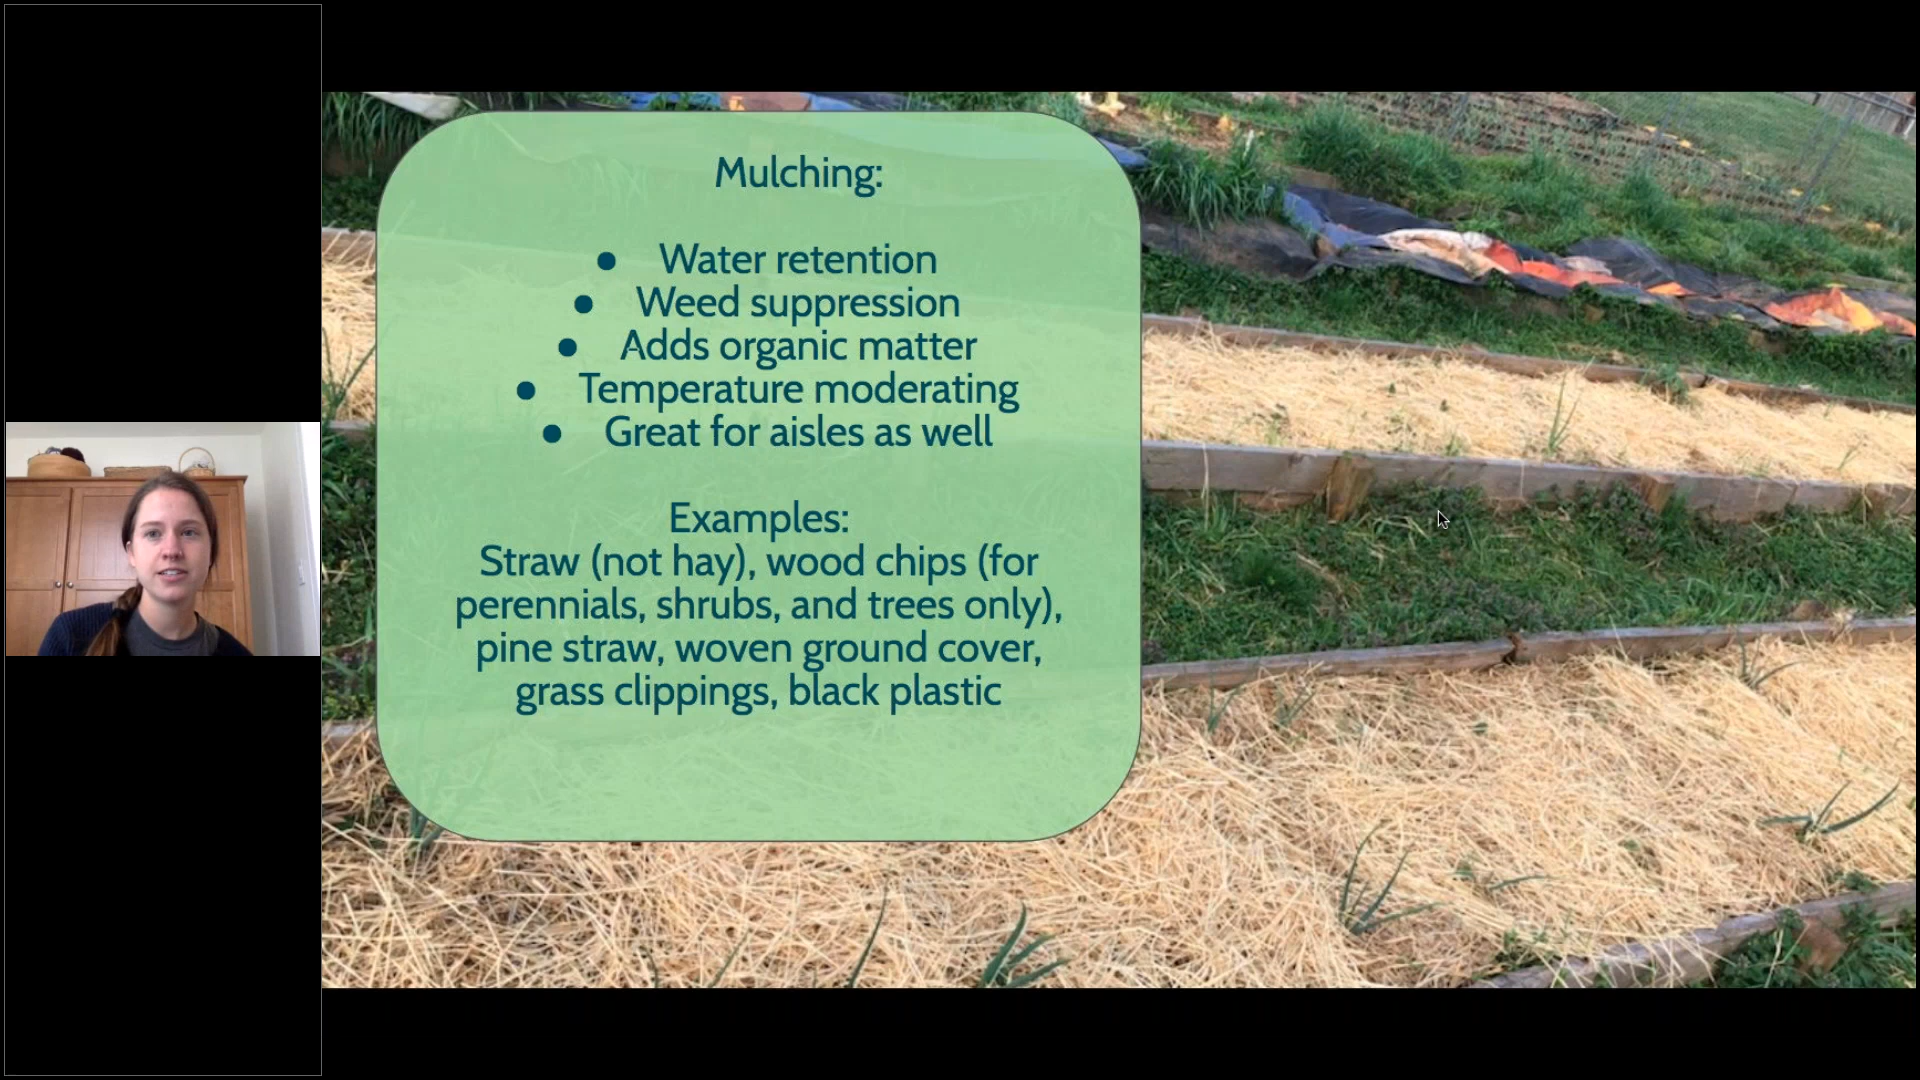 Mulching:
● Water retention
● Weed suppression
● Adds organic matter
● Temperature moderating
● Great for aisles as well
Examples:
Straw (not hay), wood chips (for
perennials, shrubs, and trees only),
pine straw, woven ground cover,
grass clippings, black plastic